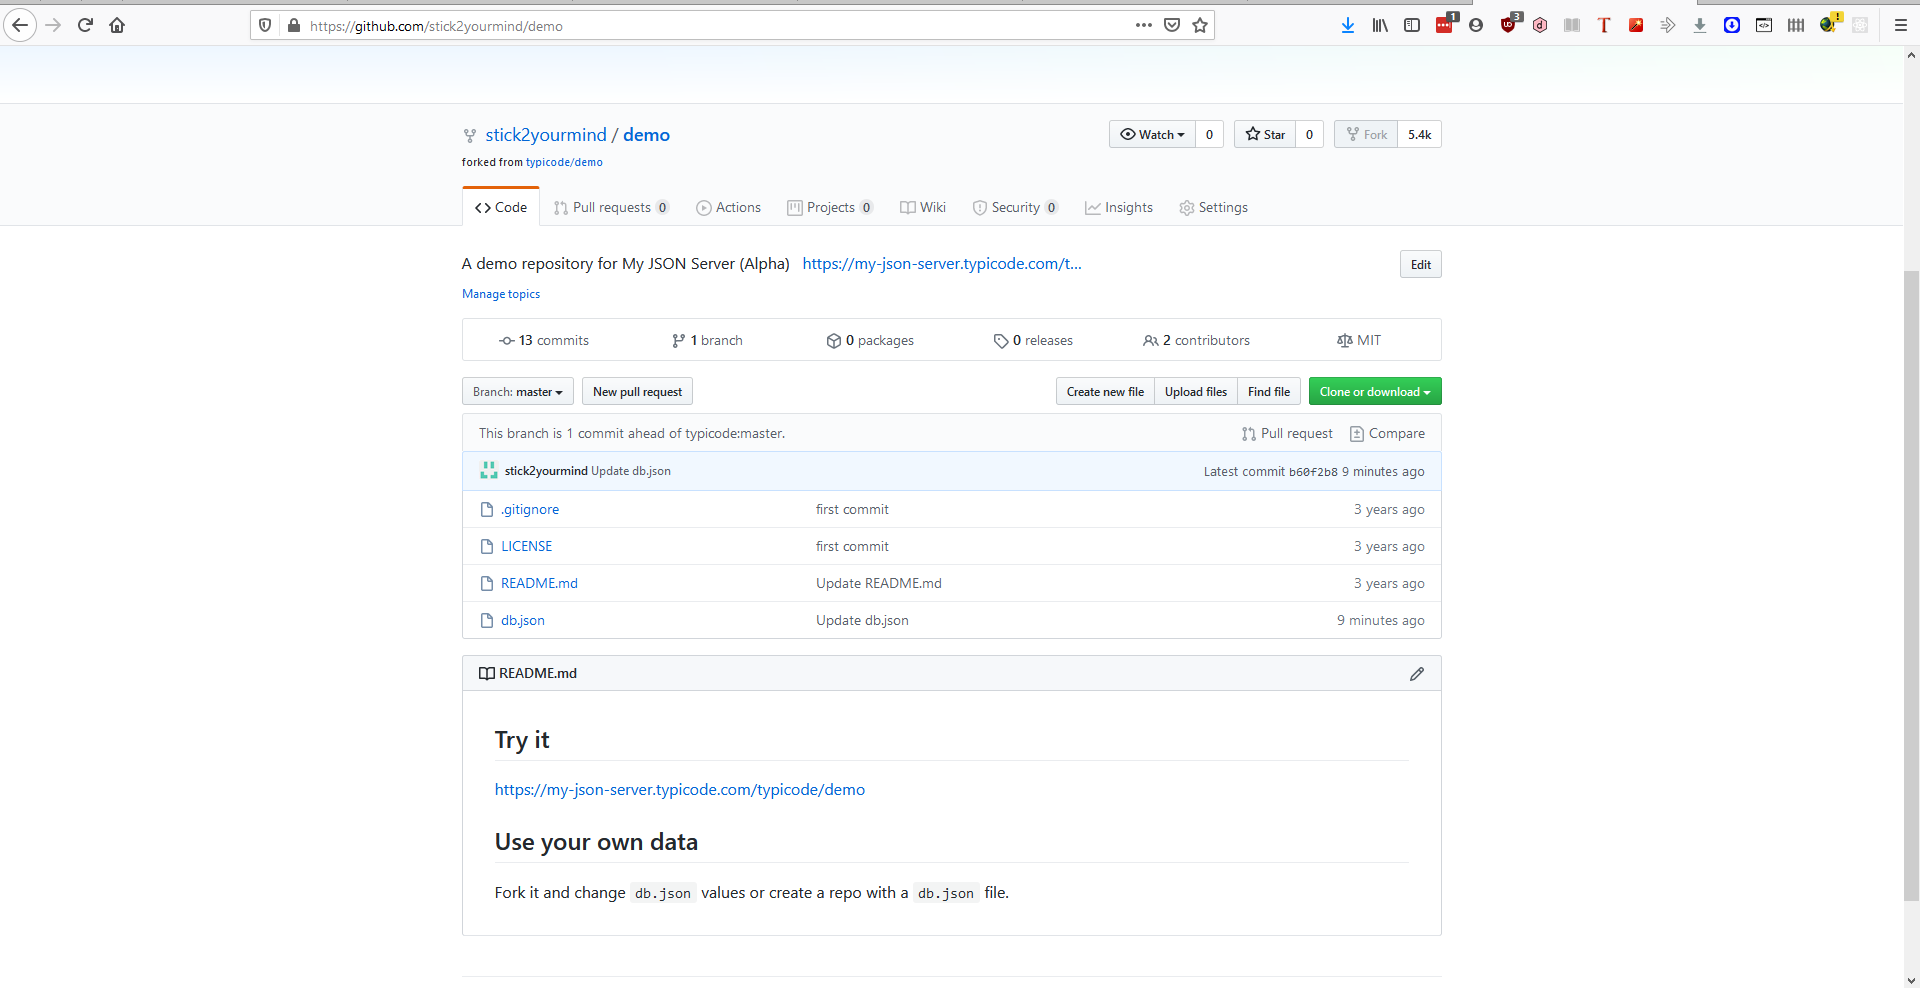 https://github.com/stick2yourmind/demo
1
3
!
stick2yourmind / demo
Watch 0
Star 0
Fork 5.4k
forked from typicode/demo
Code
Pull requests 0
Actions
Projects 0
Wiki
Security 0
Insights
Settings
A demo repository for My JSON Server (Alpha) https://my-json-server.typicode.com/t...
Edit
Manage topics
13 commits
1 branch
0 packages
0 releases
2 contributors
MIT
Branch: master
New pull request
Create new file
Upload files
Find file
Clone or download
This branch is 1 commit ahead of typicode:master.
Pull request
Compare
stick2yourmind Update db.json
Latest commit b60f2b8 9 minutes ago
.gitignore first commit 3 years ago
LICENSE first commit 3 years ago
README.md Update README.md 3 years ago
db.json Update db.json 9 minutes ago
README.md
Try it
https://my-json-server.typicode.com/typicode/demo
Use your own data
Fork it and change db.json values or create a repo with a db.json file.